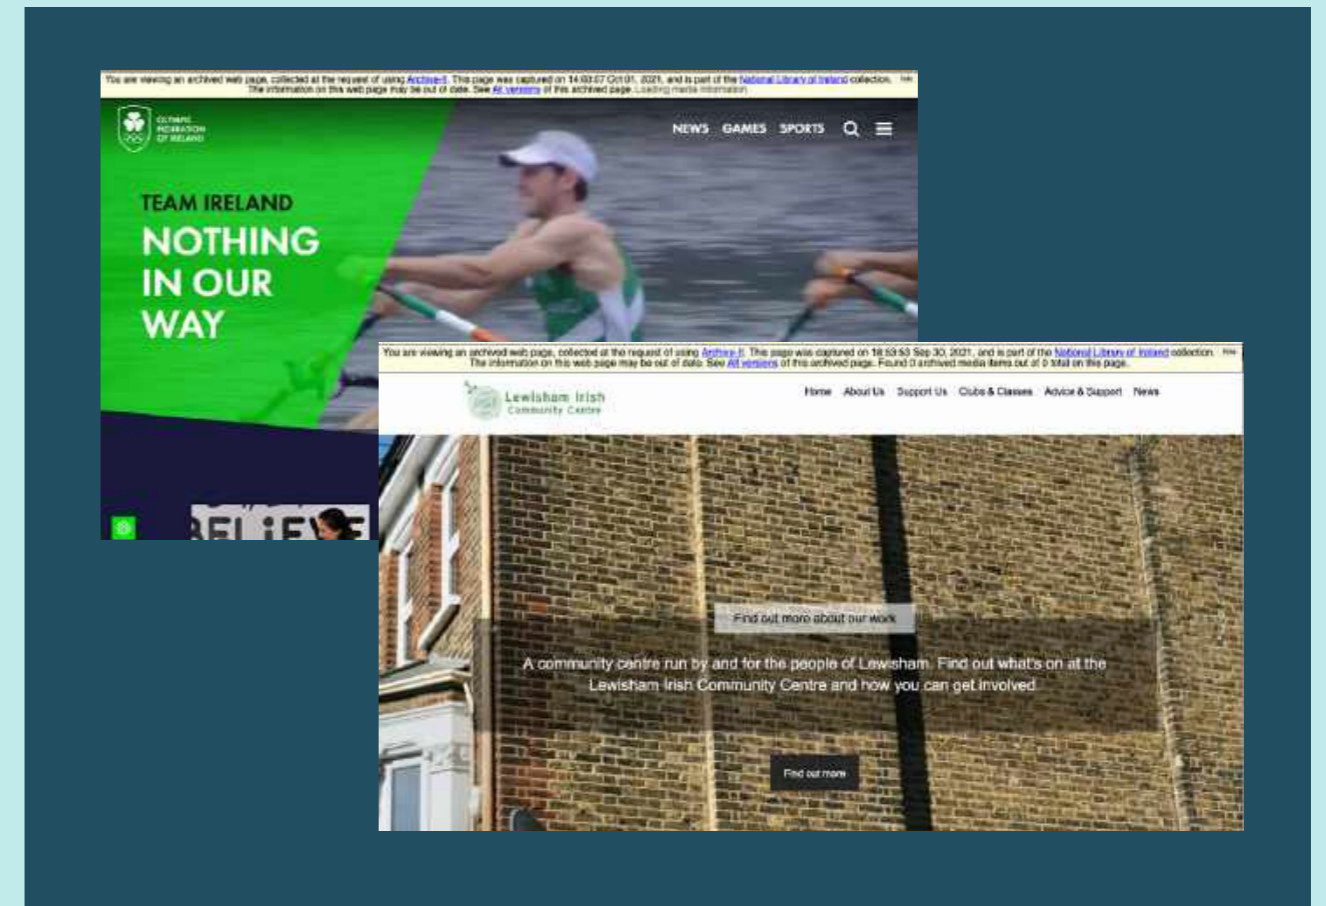 You are viewing an archived web page, collected at the request of using Archive-It. This page was captured on 14:03:07 Oct 01, 2021, and is part of the National Library of Ireland collection.
The information on this web page may be out of date. See All versions of this archived page. Loading media information
OLYMPIC
FEDERATION
OF IRELAND
NEWS GAMES SPORTS
TEAM IRELAND
NOTHING
IN OUR
WAY
BELiEVE
You are viewing an archived web page, collected at the request of using Archive-It. This page was captured on 18:53:53 Sep 30, 2021, and is part of the National Library of Ireland collection.
The information on this web page may be out of date. See All versions of this archived page. Found 0 archived media items out of 0 total on this page.
Lewisham Irish
Community Centre
Home About Us Support Us Clubs & Classes Advice & Support News
Find out more about our work
A community centre run by and for the people of Lewisham. Find out what's on at the
Lewisham Irish Community Centre and how you can get involved
Find out more